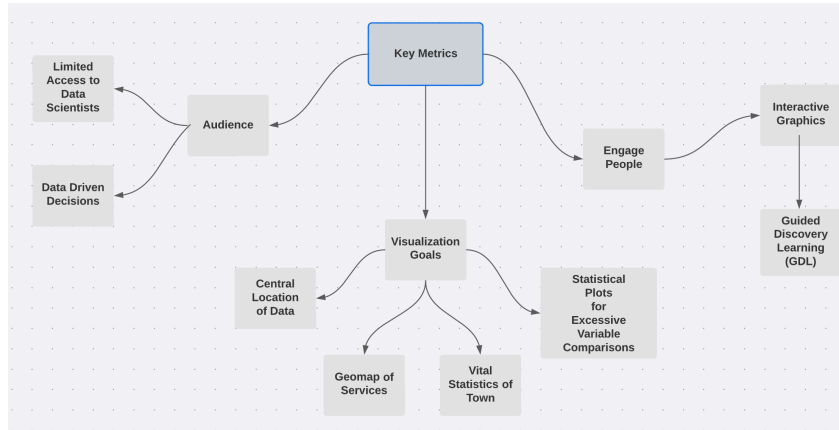 Key Metrics
Limited
Access to
Data
Scientists
Audience
Data Driven
Decisions
Interactive
Graphics
Engage
People
Guided
Discovery
Learning
(GDL)
Visualization
Goals
Central
Location
of Data
Geomap of
Services
Vital
Statistics of
Town
Statistical
Plots
for
Excessive
Variable
Comparisons